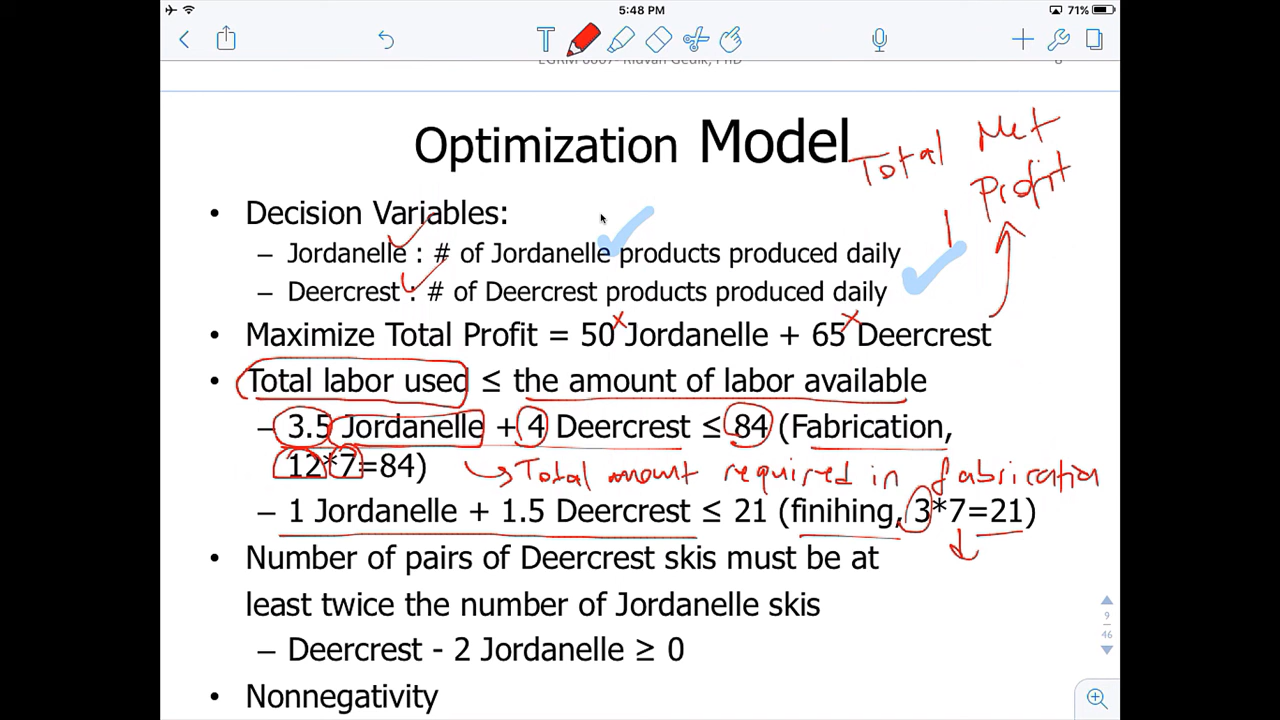 5:48 PM
71%
T
Optimization Model
Total Net
Profit
• Decision Variables:
– Jordanelle : # of Jordanelle products produced daily
– Deercrest : # of Deercrest products produced daily
• Maximize Total Profit = 50 Jordanelle + 65 Deercrest
x x
• Total labor used ≤ the amount of labor available
– 3.5 Jordanelle + 4 Deercrest ≤ 84 (Fabrication,
12*7=84)
Total amount required in fabrication
– 1 Jordanelle + 1.5 Deercrest ≤ 21 (finihing, 3*7=21)
• Number of pairs of Deercrest skis must be at
least twice the number of Jordanelle skis
– Deercrest - 2 Jordanelle ≥ 0
• Nonnegativity
9
46